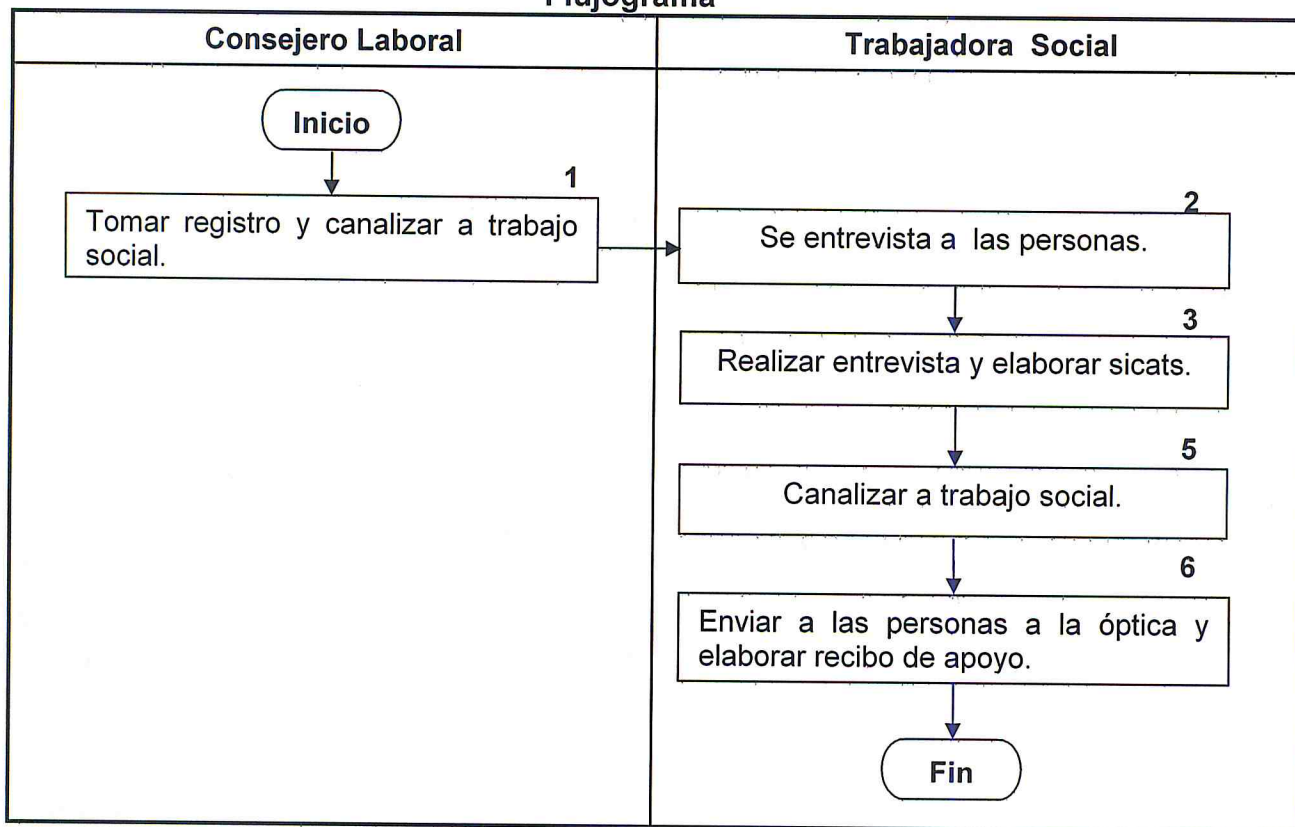 Flujograma
Consejero Laboral
Trabajadora Social
Inicio
1
Tomar registro y canalizar a trabajo
social.
2
Se entrevista a las personas.
3
Realizar entrevista y elaborar sicats.
5
Canalizar a trabajo social.
6
Enviar a las personas a la óptica y
elaborar recibo de apoyo.
Fin